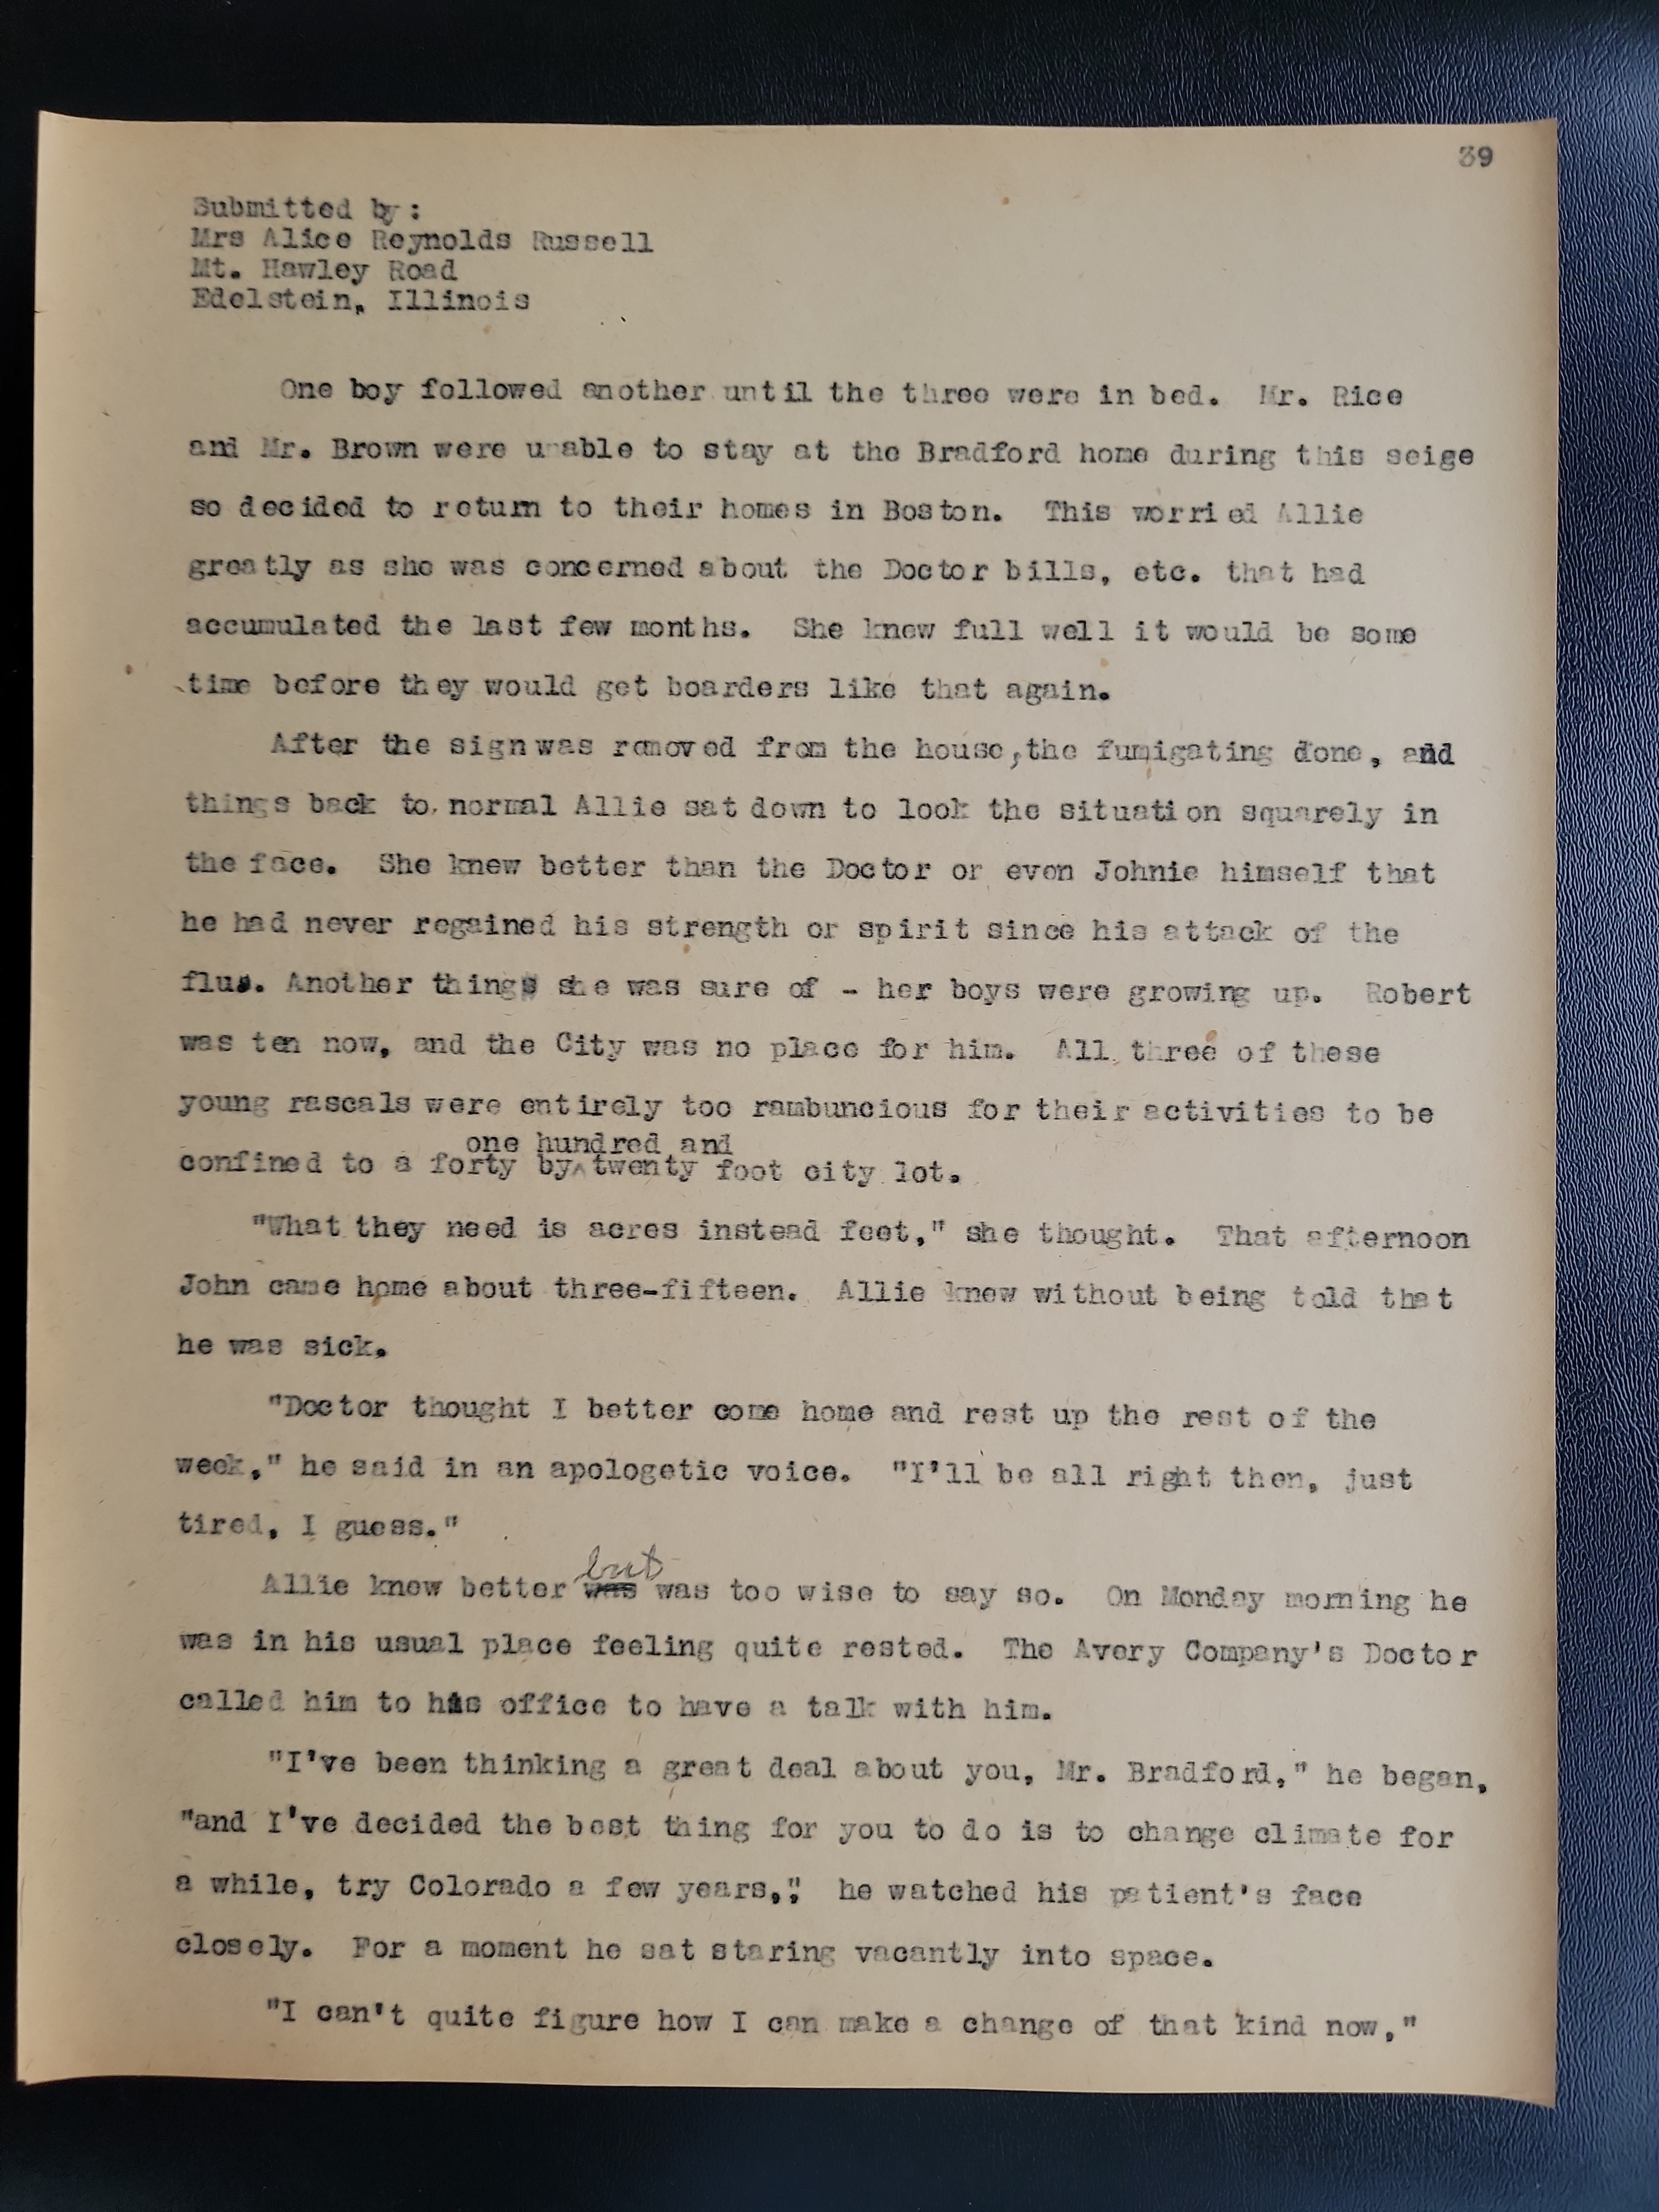 39
Submitted by:
Mrs Alice Reynolds Russell
Mt. Hawley Road
Edelstein, Illinois
One boy followed another until the three were in bed. Mr. Rice
and Mr. Brown were unable to stay at the Bradford home during this seige
so decided to return to their homes in Boston. This worried Allie
greatly as she was concerned about the Doctor bills, etc. that had
accumulated the last few months. She knew full well it would be some
time before they would get boarders like that again.
After the sign was removed from the house, the fumigating done, and
things back to normal Allie sat down to look the situation squarely in
the face. She knew better than the Doctor or even Johnie himself that
he had never regained his strength or spirit since his attack of the
flu. Another thing she was sure of - her boys were growing up. Robert
was ten now, and the City was no place for him. All three of these
young rascals were entirely too rambuncious for their activities to be
one hundred and
confined to a forty by^ twenty foot city lot.
"What they need is acres instead feet," she thought. That afternoon
John came home about three-fifteen. Allie knew without being told that
he was sick.
"Doctor thought I better come home and rest up the rest of the
week," he said in an apologetic voice. "I'll be all right then, just
tired, I guess."
but
Allie knew better was was too wise to say so. On Monday morning he
was in his usual place feeling quite rested. The Avery Company's Doctor
called him to his office to have a talk with him.
"I've been thinking a great deal about you, Mr. Bradford," he began,
"and I've decided the best thing for you to do is to change climate for
a while, try Colorado a few years,." he watched his patient's face
closely. For a moment he sat staring vacantly into space.
"I can't quite figure how I can make a change of that kind now,"